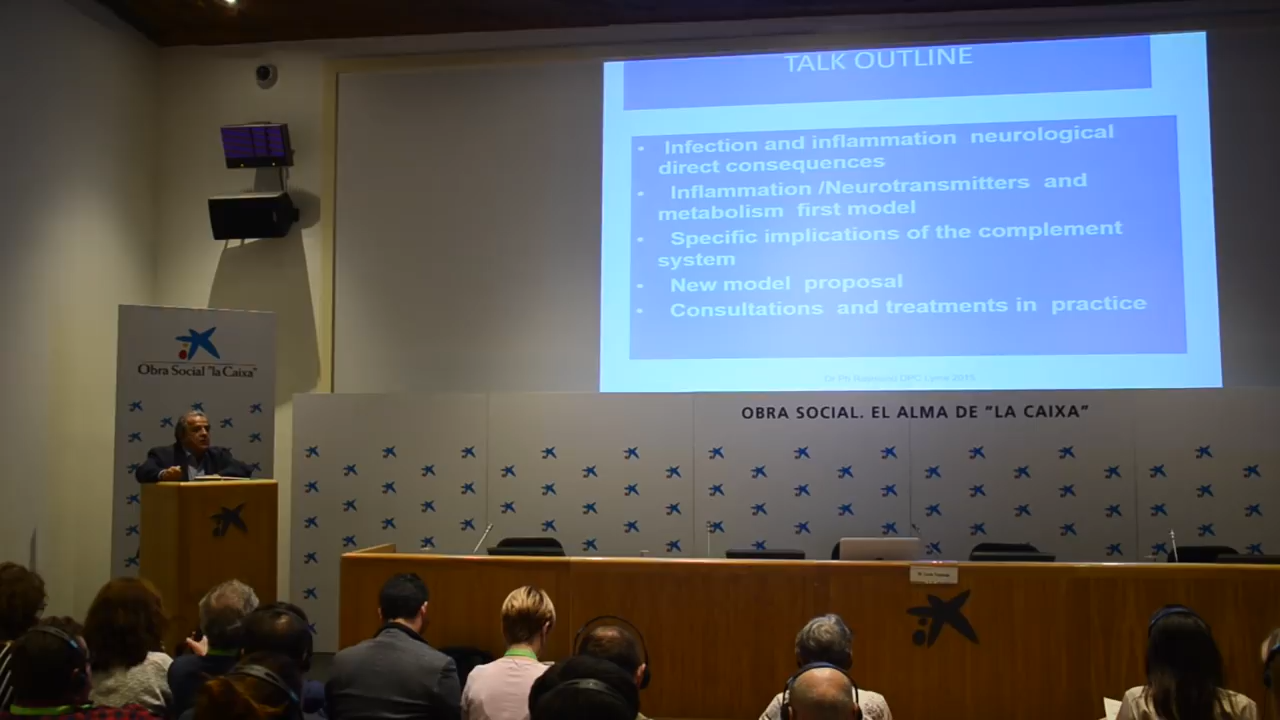 TALK OUTLINE
• Infection and inflammation neurological
direct consequences
• Inflammation /Neurotransmitters and
metabolism first model
• Specific implications of the complement
system
• New model proposal
• Consultations and treatments in practice
Lyme 2015
Obra Social "la Caixa"
OBRA SOCIAL. EL ALMA DE "LA CAIXA"